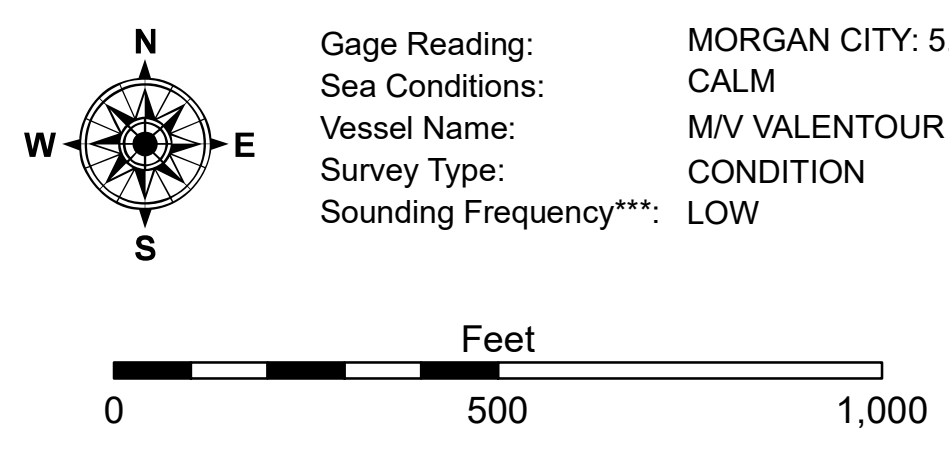 N
W E
S
Gage Reading: MORGAN CITY: 5.
Sea Conditions: CALM
Vessel Name: M/V VALENTOUR
Survey Type: CONDITION
Sounding Frequency***: LOW
Feet
0 500 1,000